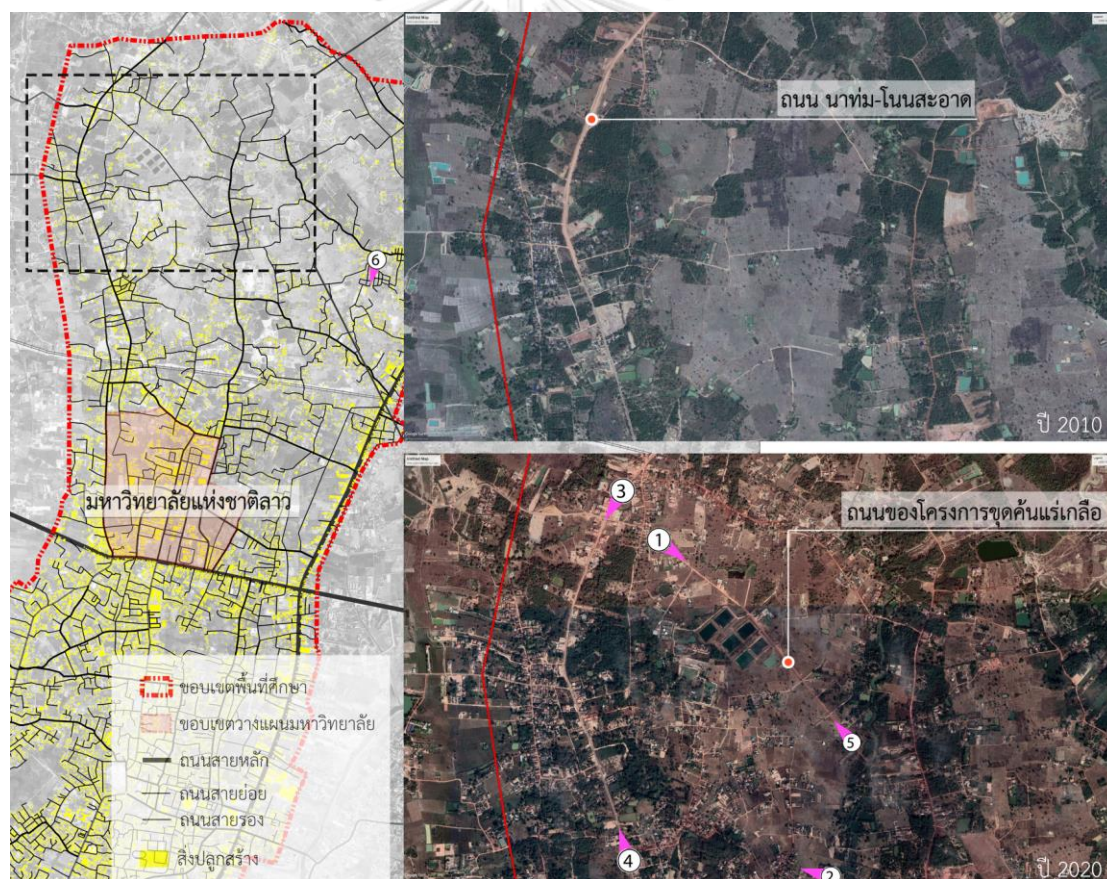 ถนน นาท่ม-โนนสะอาด
ปี 2010
6
มหาวิทยาลัยแห่งชาติลาว
ขอบเขตพื้นที่ศึกษา
ขอบเขตวางแผนมหาวิทยาลัย
ถนนสายหลัก
ถนนสายย่อย
ถนนสายรอง
สิ่งปลูกสร้าง
3
1
ถนนของโครงการขุดค้นแร่เกลือ
5
4
2
ปี 2020